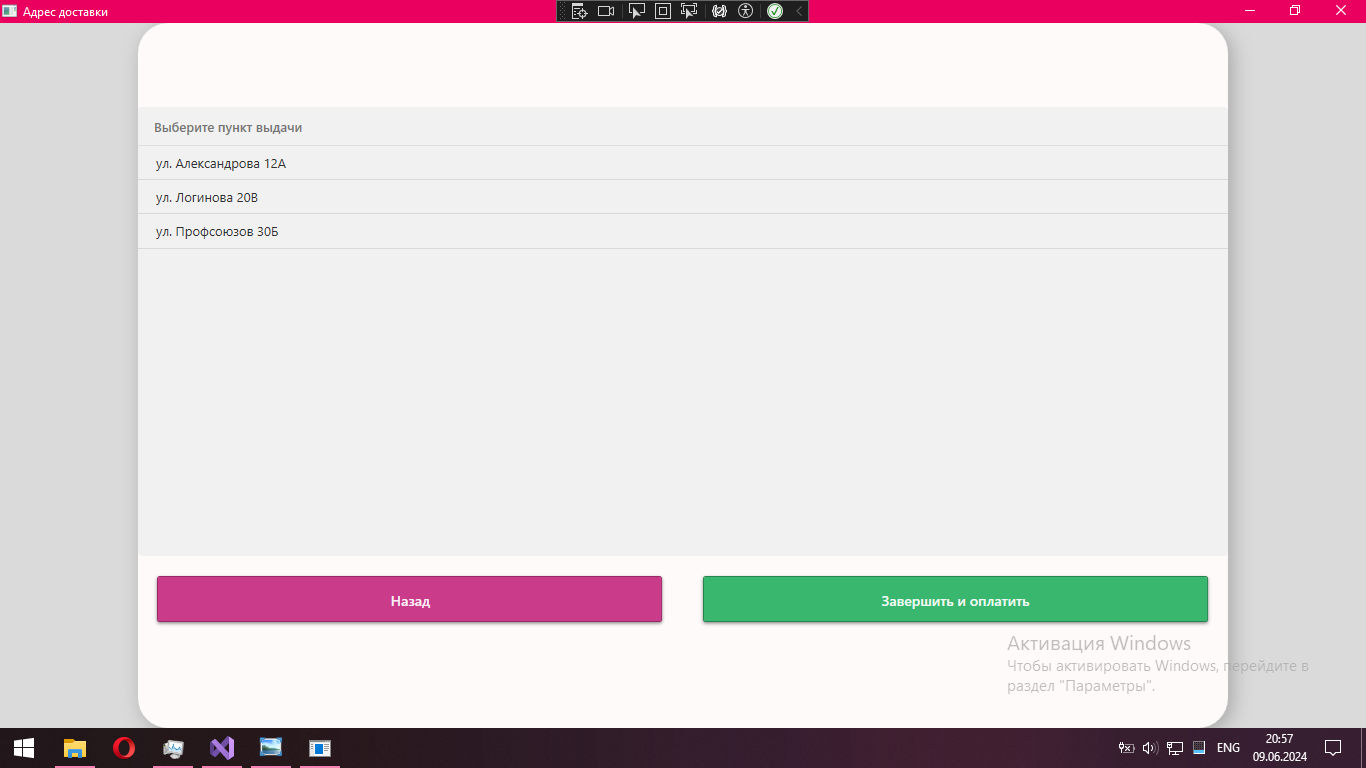 Адрес доставки
Выберите пункт выдачи
ул. Александрова 12А
ул. Логинова 20В
ул. Профсоюзов 30Б
Назад
Завершить и оплатить
Активация Windows
Чтобы активировать Windows, перейдите в
раздел "Параметры".
ENG
20:57
09.06.2024